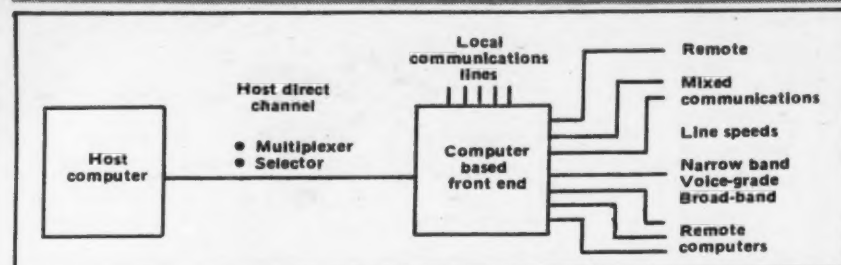 Host
computer
Host direct
channel
● Multiplexer
● Selector
Local
communications
lines
Computer
based
front end
Remote
Mixed
communications
Line speeds
Narrow band
Voice-grade
Broad-band
Remote
computers